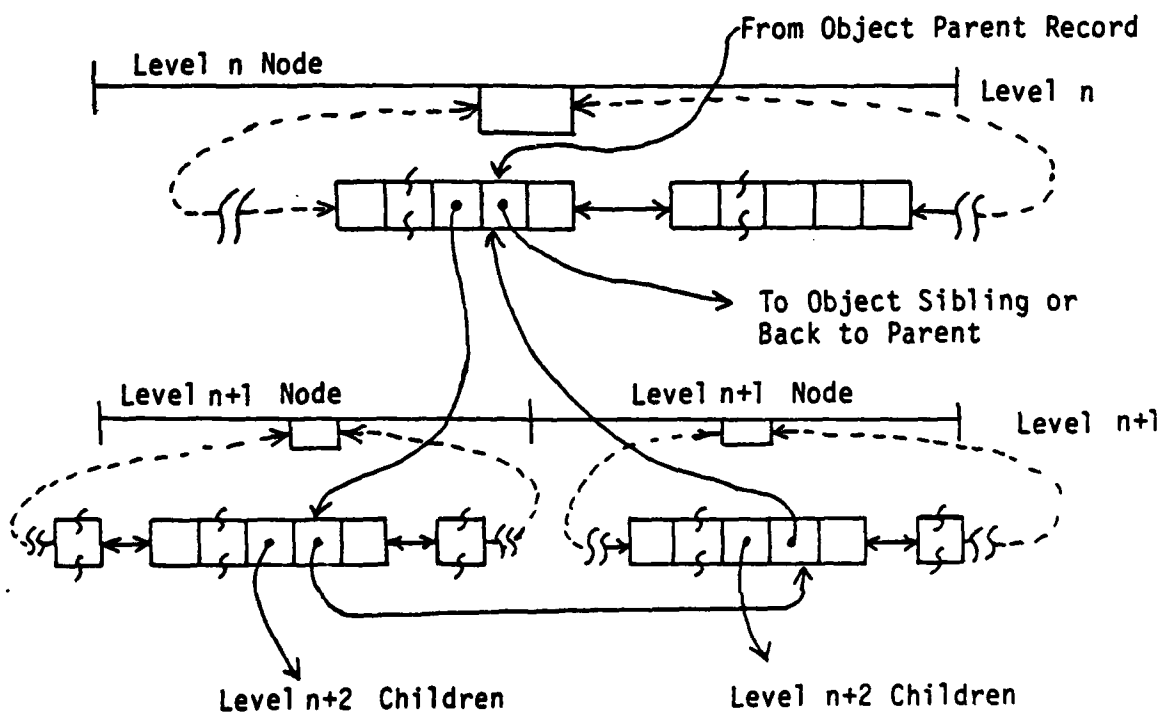 From Object Parent Record
Level n Node
Level n
To Object Sibling or
Back to Parent
Level n+1 Node
Level n+1 Node
Level n+1
Level n+2 Children
Level n+2 Children